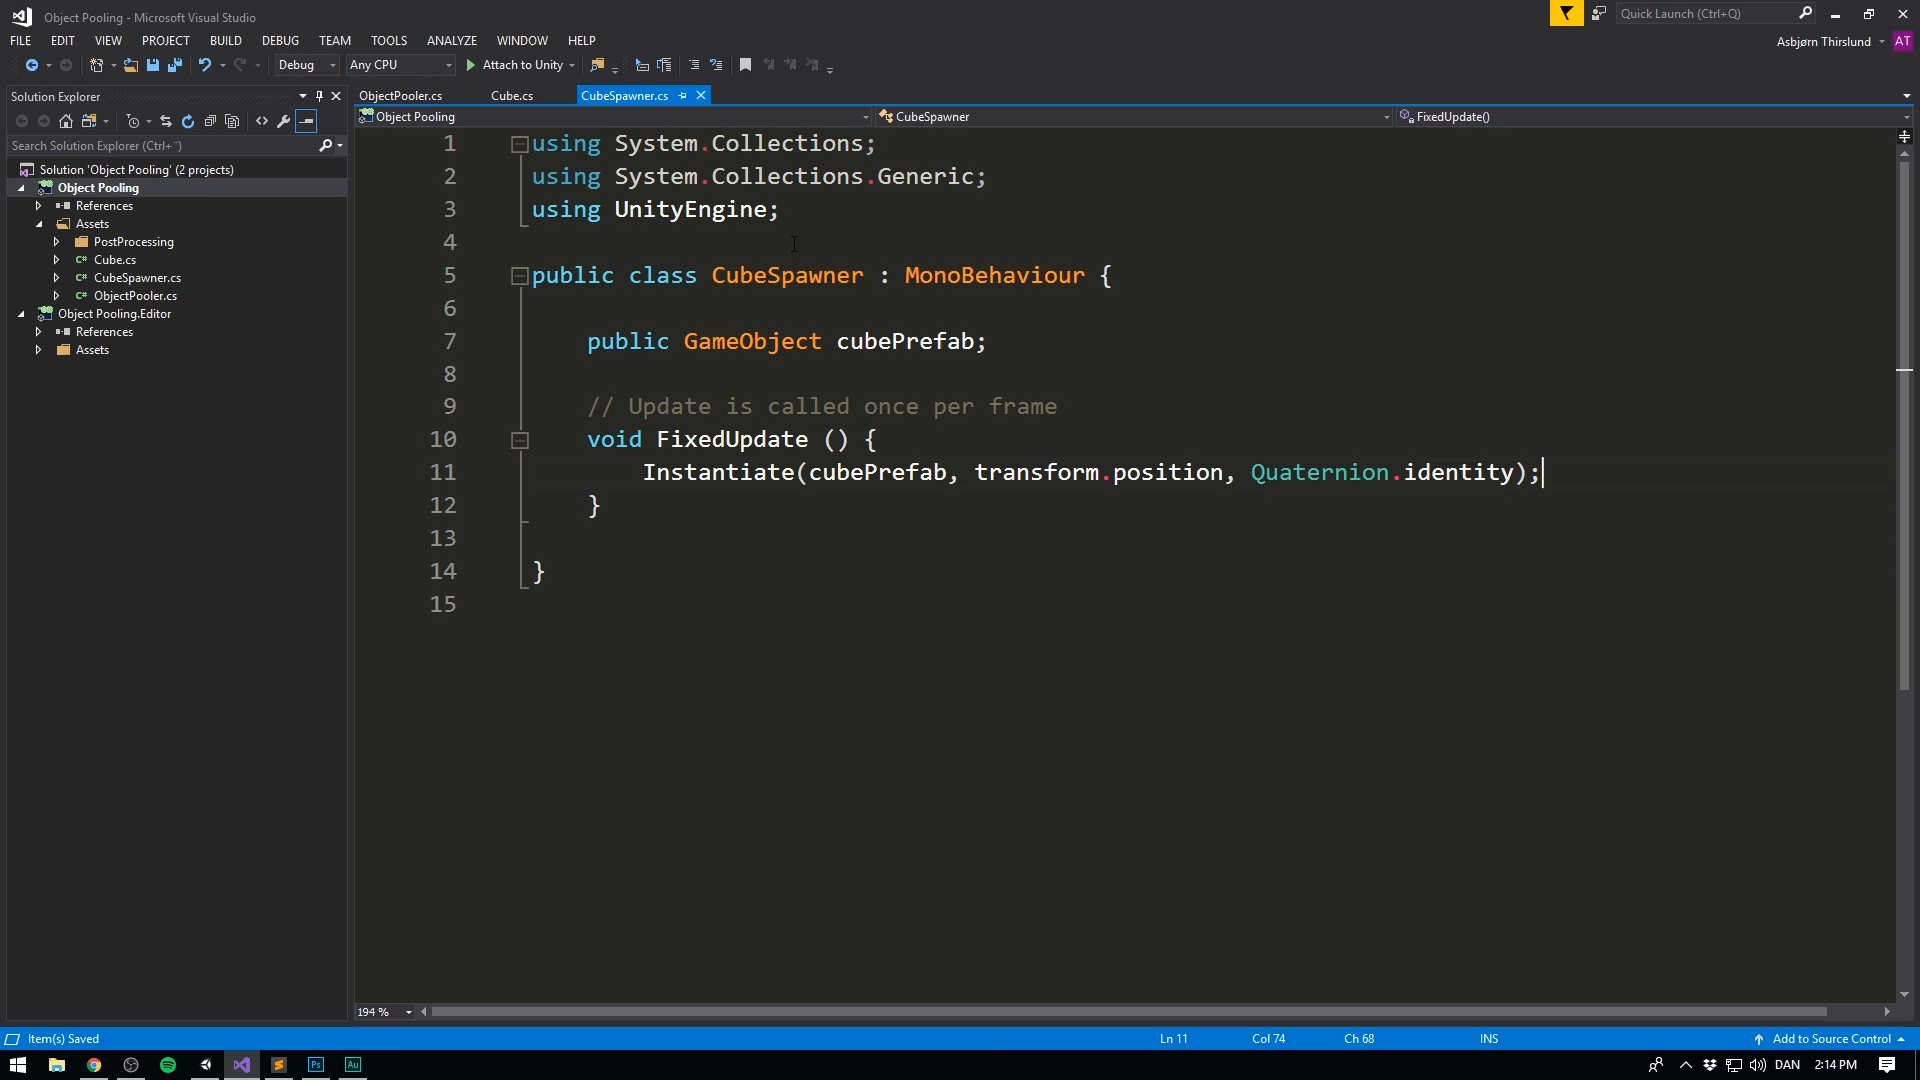 Object Pooling - Microsoft Visual Studio
Quick Launch (Ctrl+Q)
FILE EDIT VIEW PROJECT BUILD DEBUG TEAM TOOLS ANALYZE WINDOW HELP
Asbjørn Thirslund AT
Debug Any CPU Attach to Unity
Solution Explorer
ObjectPooler.cs Cube.cs CubeSpawner.cs
Object Pooling CubeSpawner FixedUpdate()
Search Solution Explorer (Ctrl+¨)
Solution 'Object Pooling' (2 projects)
Object Pooling
References
Assets
PostProcessing
C# Cube.cs
C# CubeSpawner.cs
C# ObjectPooler.cs
Object Pooling.Editor
References
Assets
1 using System.Collections;
2 using System.Collections.Generic;
3 using UnityEngine;
4
5 public class CubeSpawner : MonoBehaviour {
6
7 public GameObject cubePrefab;
8
9 // Update is called once per frame
10 void FixedUpdate () {
11 Instantiate(cubePrefab, transform.position, Quaternion.identity);
12 }
13
14 }
15
194 %
Item(s) Saved Ln 11 Col 74 Ch 68 INS Add to Source Control
Ps Au DAN 2:14 PM